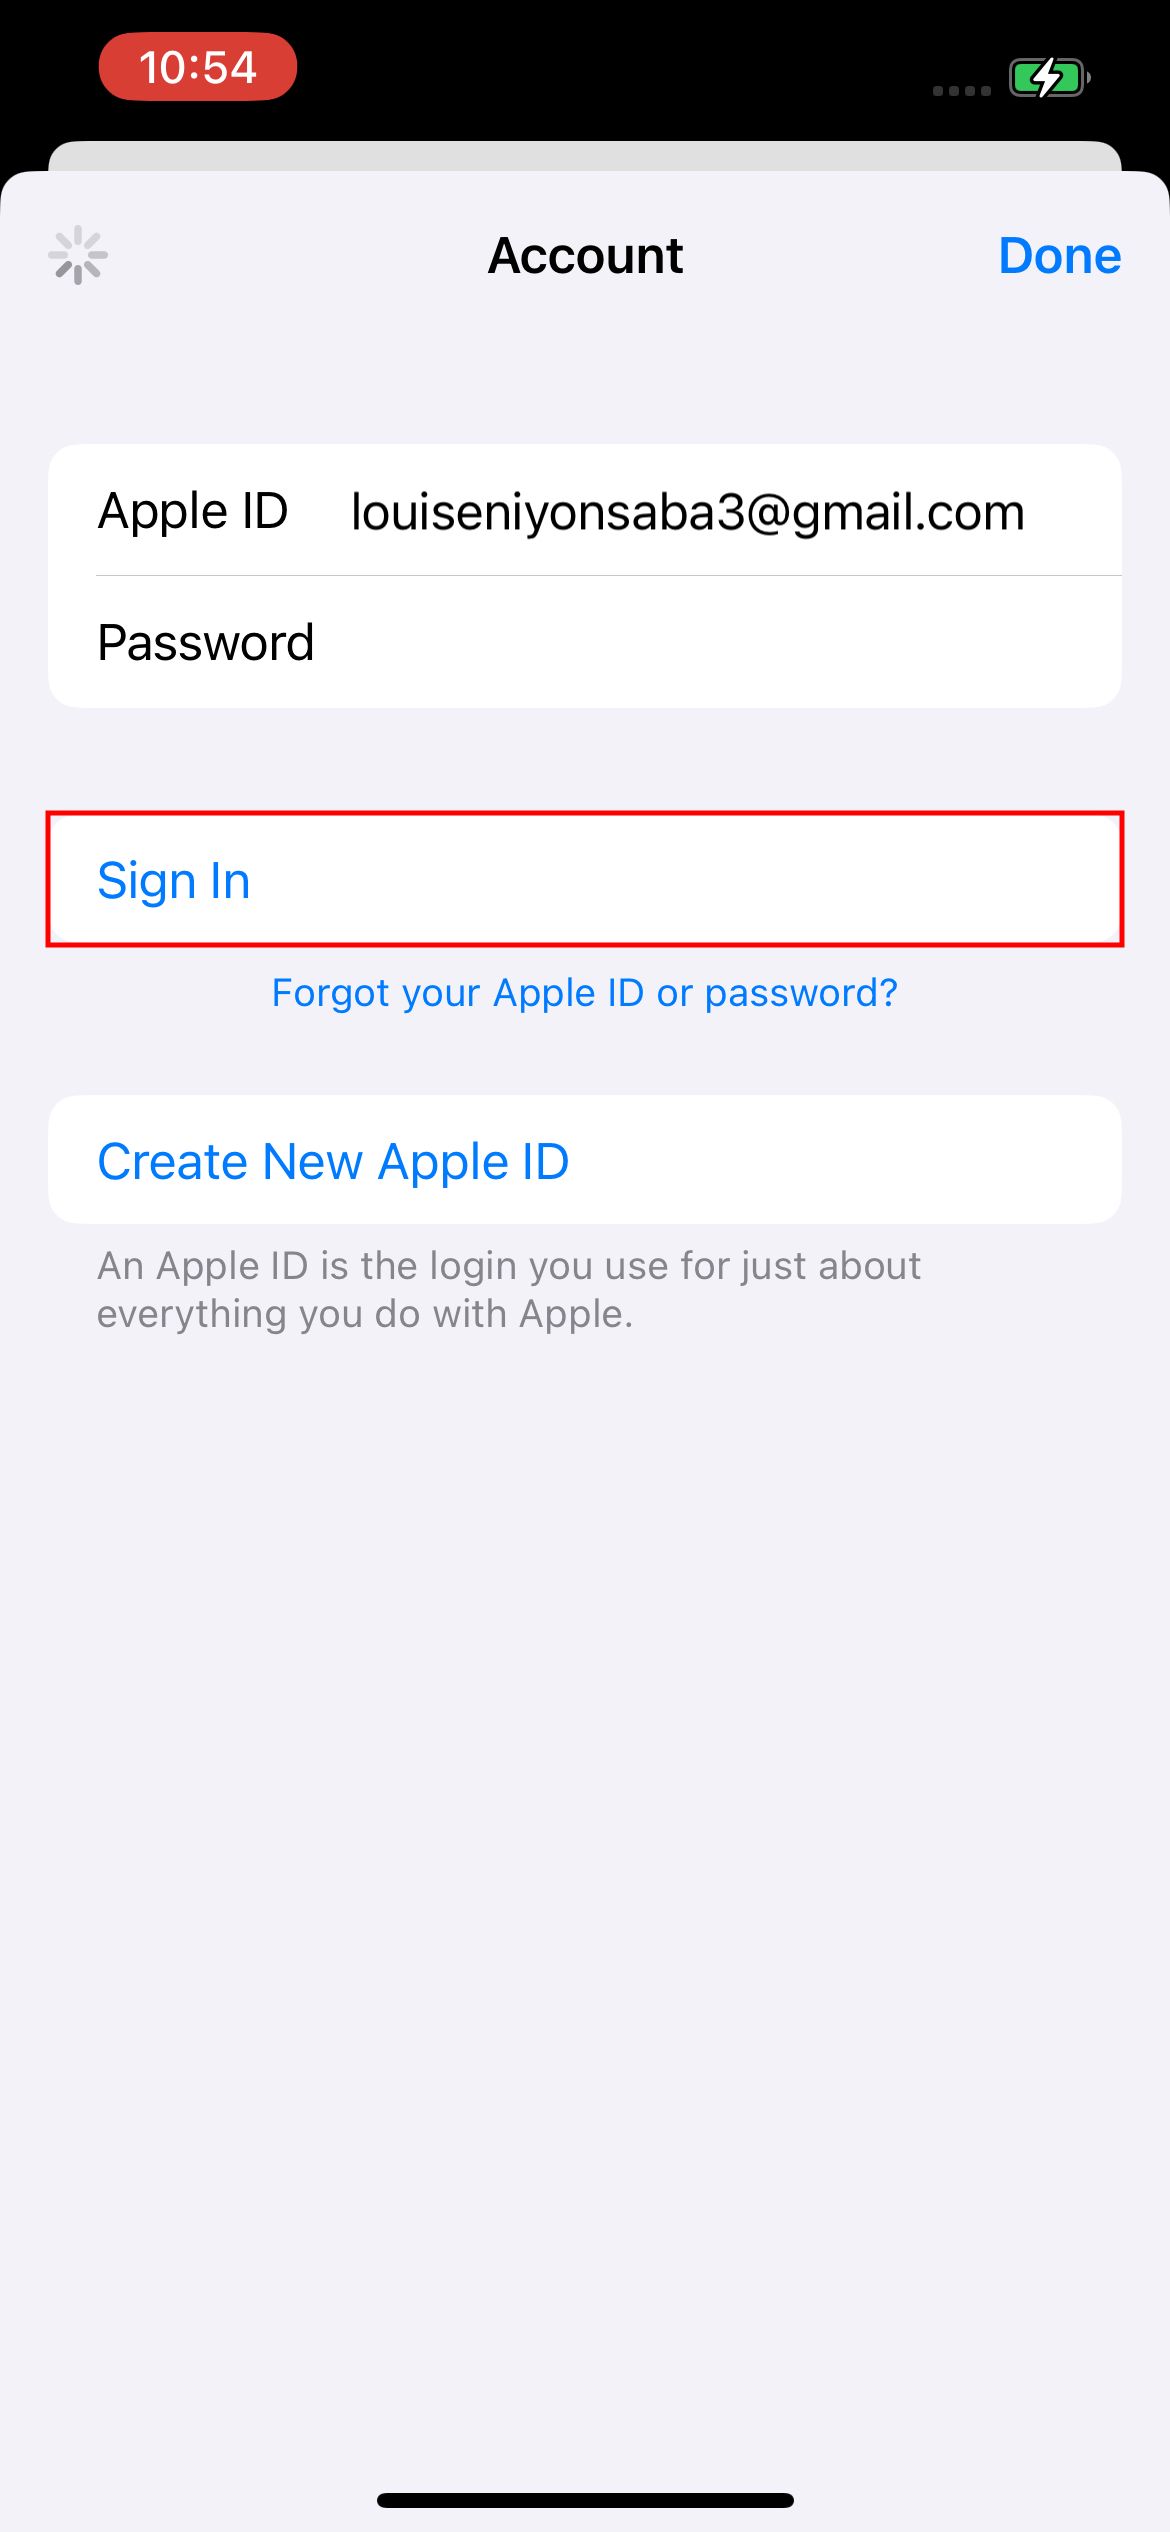 10:54
Account
Done
Apple ID louiseniyonsaba3@gmail.com
Password
Sign In
Forgot your Apple ID or password?
Create New Apple ID
An Apple ID is the login you use for just about
everything you do with Apple.